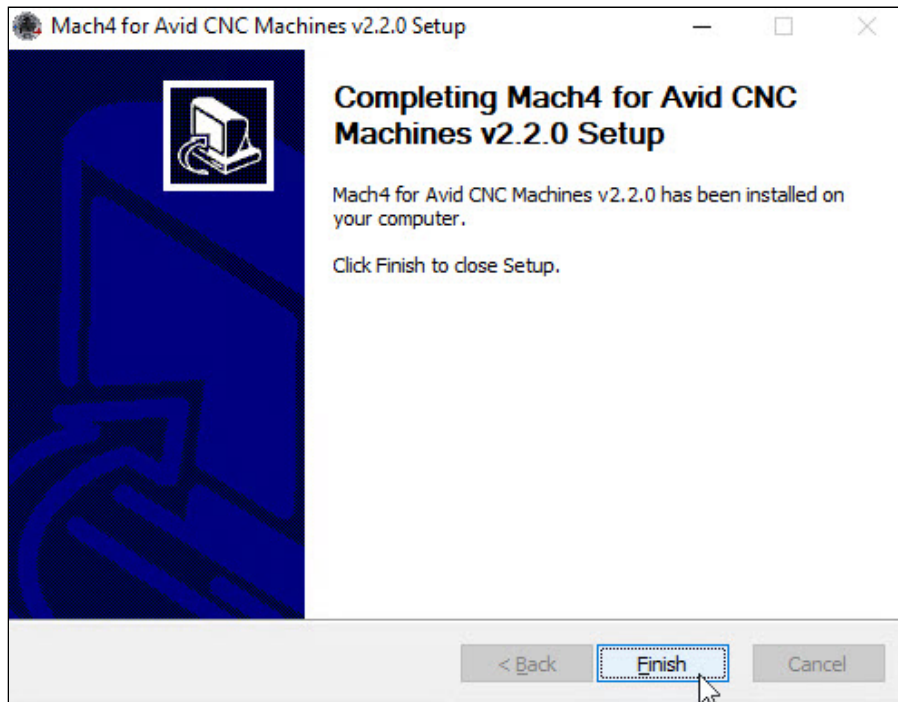 Mach4 for Avid CNC Machines v2.2.0 Setup
Completing Mach4 for Avid CNC
Machines v2.2.0 Setup
Mach4 for Avid CNC Machines v2.2.0 has been installed on
your computer.
Click Finish to close Setup.
< Back
Finish
Cancel